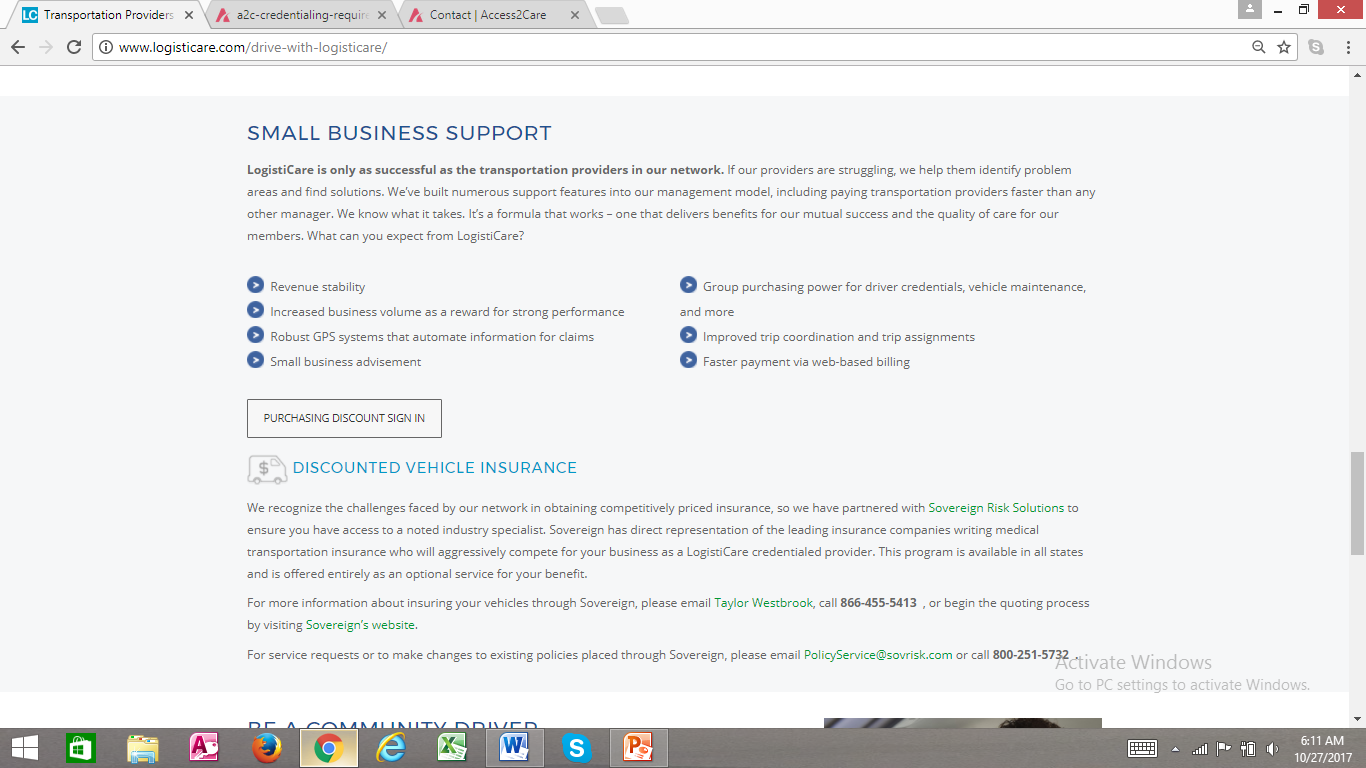 Transportation Providers
a2c-credentialing-require
Contact | Access2Care
www.logisticare.com/drive-with-logisticare/
SMALL BUSINESS SUPPORT
LogistiCare is only as successful as the transportation providers in our network. If our providers are struggling, we help them identify problem
areas and find solutions. We've built numerous support features into our management model, including paying transportation providers faster than any
other manager. We know what it takes. It's a formula that works – one that delivers benefits for our mutual success and the quality of care for our
members. What can you expect from LogistiCare?
Revenue stability
Increased business volume as a reward for strong performance
Robust GPS systems that automate information for claims
Small business advisement
Group purchasing power for driver credentials, vehicle maintenance,
and more
Improved trip coordination and trip assignments
Faster payment via web-based billing
PURCHASING DISCOUNT SIGN IN
DISCOUNTED VEHICLE INSURANCE
We recognize the challenges faced by our network in obtaining competitively priced insurance, so we have partnered with Sovereign Risk Solutions to
ensure you have access to a noted industry specialist. Sovereign has direct representation of the leading insurance companies writing medical
transportation insurance who will aggressively compete for your business as a LogistiCare credentialed provider. This program is available in all states
and is offered entirely as an optional service for your benefit.
For more information about insuring your vehicles through Sovereign, please email Taylor Westbrook, call 866-455-5413 , or begin the quoting process
by visiting Sovereign's website.
For service requests or to make changes to existing policies placed through Sovereign, please email PolicyService@sovrisk.com or call 800-251-5732 .
Activate Windows
Go to PC settings to activate Windows.
BE A COMMUNITY DRIVER
6:11 AM
10/27/2017